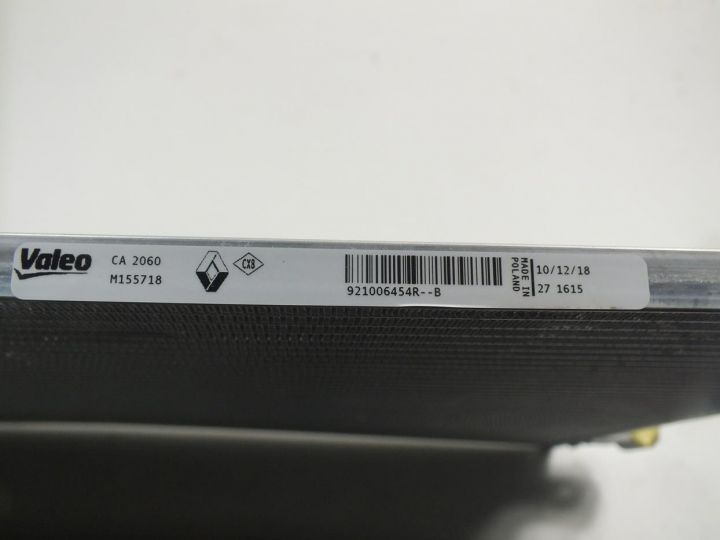 Valeo
CA 2060
M155718
CX8
921006454R--B
MADE IN
POLAND
10/12/18
27 1615